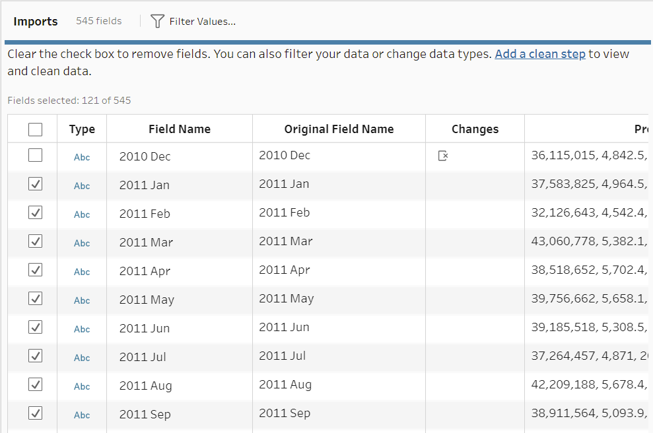 Imports 545 fields Filter Values...
Clear the check box to remove fields. You can also filter your data or change data types. Add a clean step to view
and clean data.
Fields selected: 121 of 545
Type Field Name Original Field Name Changes Pr
Abc 2010 Dec 2010 Dec 36,115,015, 4,842.5,
Abc 2011 Jan 2011 Jan 37,583,825, 4,964.5,
Abc 2011 Feb 2011 Feb 32,126,643, 4,542.4,
Abc 2011 Mar 2011 Mar 43,060,778, 5,382.1,
Abc 2011 Apr 2011 Apr 38,518,652, 5,702.4,
Abc 2011 May 2011 May 39,756,662, 5,658.1,
Abc 2011 Jun 2011 Jun 39,185,518, 5,308.5,
Abc 2011 Jul 2011 Jul 37,264,457, 4,871, 2
Abc 2011 Aug 2011 Aug 42,209,188, 5,678.4,
Abc 2011 Sep 2011 Sep 38,911,564, 5,093.9,